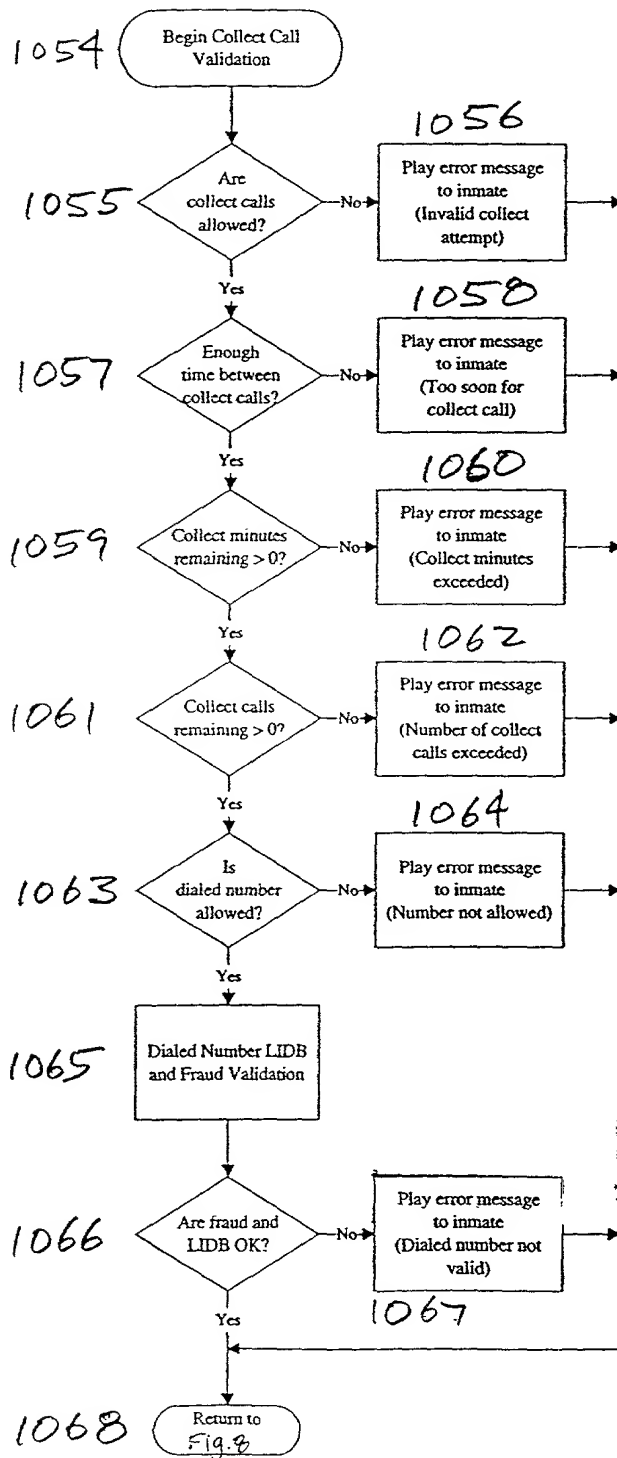 1054
Begin Collect Call
Validation
1055
Are
collect calls
allowed?
No
1056
Play error message
to inmate
(Invalid collect
attempt)
Yes
1057
Enough
time between
collect calls?
No
1058
Play error message
to inmate
(Too soon for
collect call)
Yes
1059
Collect minutes
remaining > 0?
No
1060
Play error message
to inmate
(Collect minutes
exceeded)
Yes
1061
Collect calls
remaining > 0?
No
1062
Play error message
to inmate
(Number of collect
calls exceeded)
Yes
1063
Is
dialed number
allowed?
No
1064
Play error message
to inmate
(Number not allowed)
Yes
1065
Dialed Number LIDB
and Fraud Validation
1066
Are fraud and
LIDB OK?
No
Play error message
to inmate
(Dialed number not
valid)
1067
Yes
1068
Return to
Fig.8